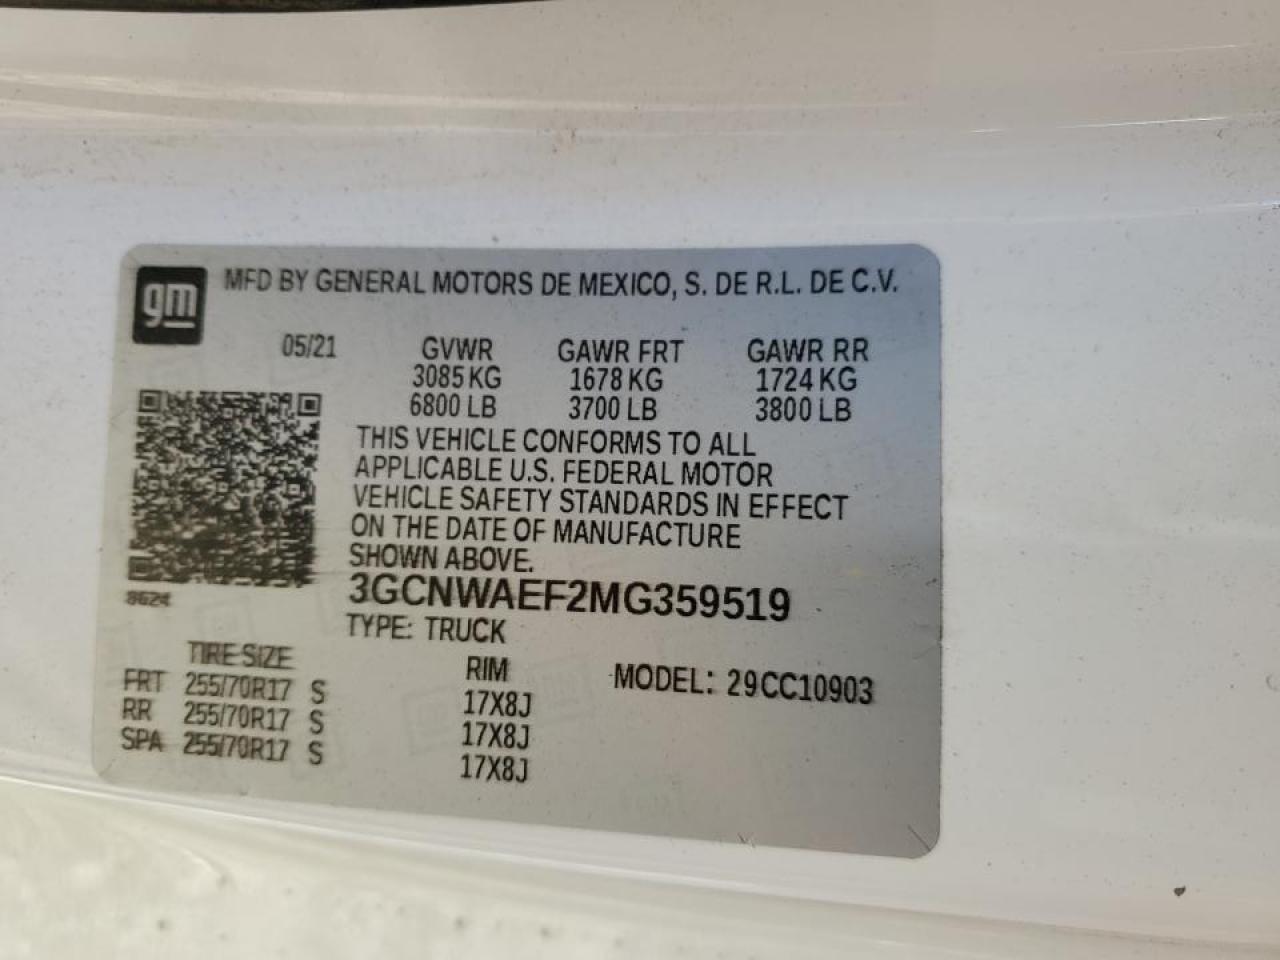 gm
MFD BY GENERAL MOTORS DE MEXICO, S. DE R.L. DE C.V.
05/21 GVWR GAWR FRT GAWR RR
3085 KG 1678 KG 1724 KG
6800 LB 3700 LB 3800 LB
THIS VEHICLE CONFORMS TO ALL
APPLICABLE U.S. FEDERAL MOTOR
VEHICLE SAFETY STANDARDS IN EFFECT
ON THE DATE OF MANUFACTURE
SHOWN ABOVE.
3GCNWAEF2MG359519
8624
TYPE: TRUCK
TIRE SIZE RIM MODEL: 29CC10903
FRT 255/70R17 S 17X8J
RR 255/70R17 S 17X8J
SPA 255/70R17 S 17X8J